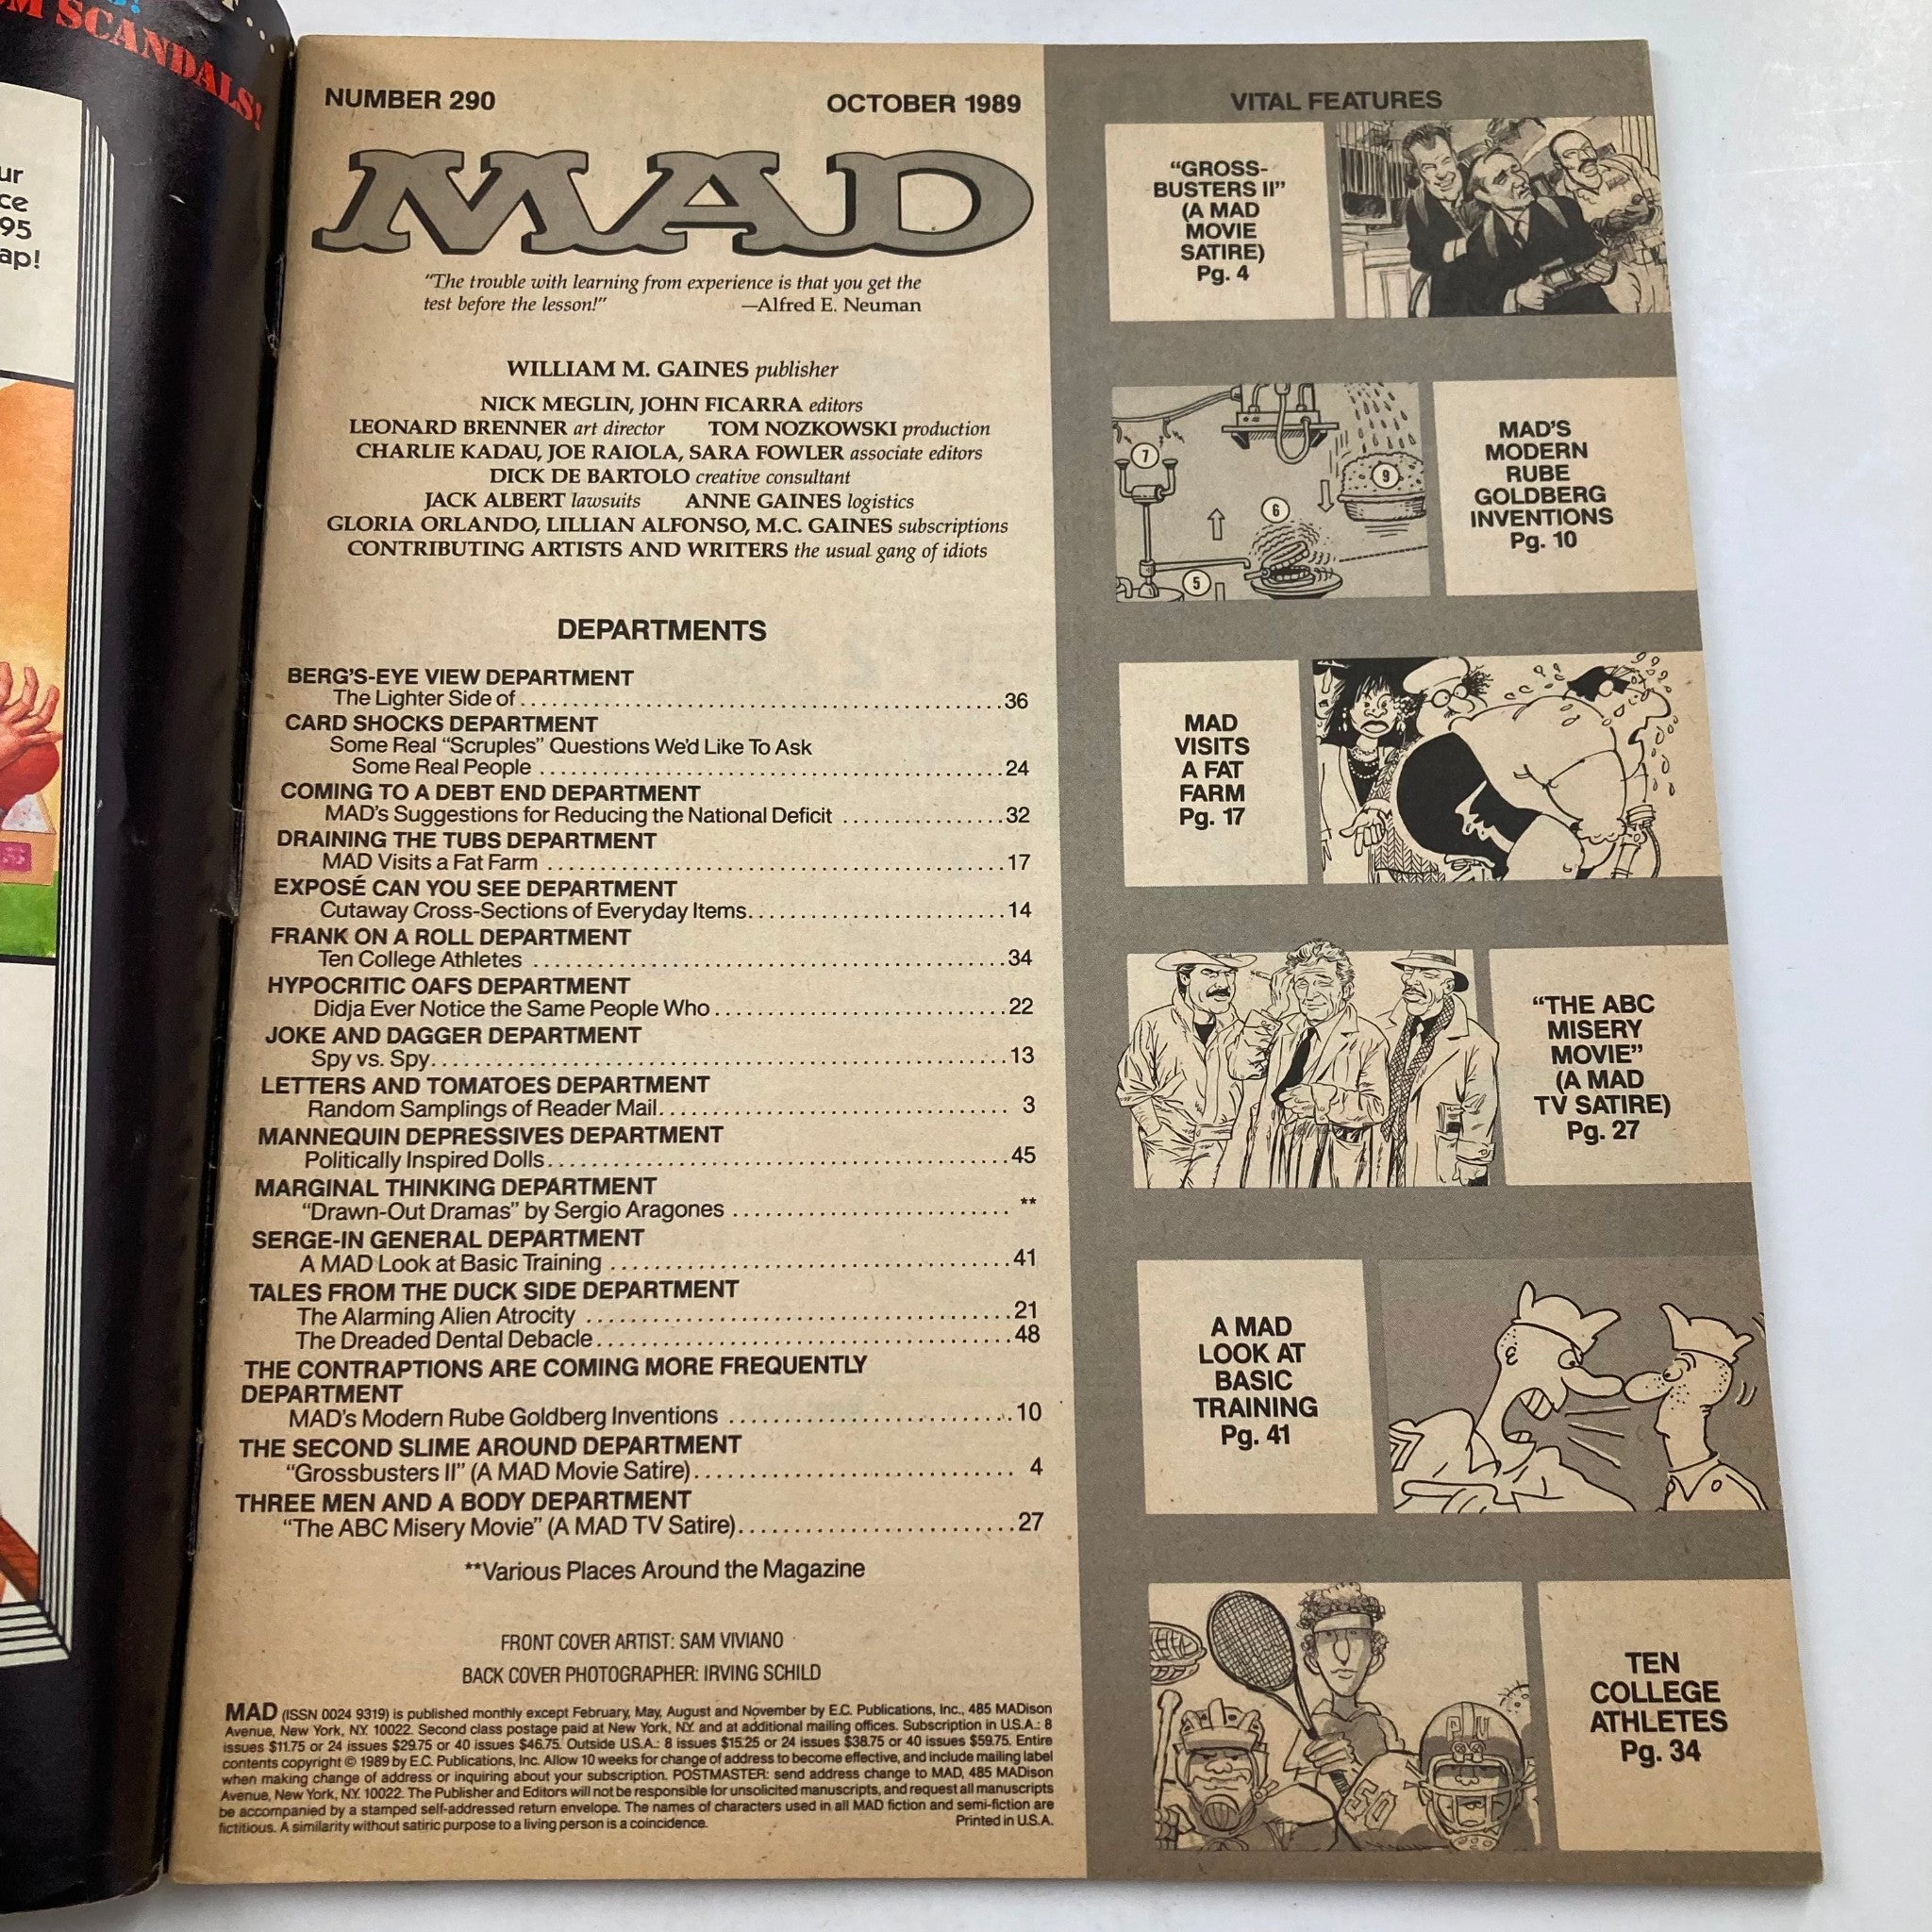 OM SCANDALS!
ur
ce
95
ap!
NUMBER 290
OCTOBER 1989
MAD
“The trouble with learning from experience is that you get the
test before the lesson!”
—Alfred E. Neuman
WILLIAM M. GAINES publisher
NICK MEGLIN, JOHN FICARRA editors
LEONARD BRENNER art director TOM NOZKOWSKI production
CHARLIE KADAU, JOE RAIOLA, SARA FOWLER associate editors
DICK DE BARTOLO creative consultant
JACK ALBERT lawsuits ANNE GAINES logistics
GLORIA ORLANDO, LILLIAN ALFONSO, M.C. GAINES subscriptions
CONTRIBUTING ARTISTS AND WRITERS the usual gang of idiots
DEPARTMENTS
BERG'S-EYE VIEW DEPARTMENT
The Lighter Side of ........ 36
CARD SHOCKS DEPARTMENT
Some Real “Scruples” Questions We'd Like To Ask
Some Real People ........ 24
COMING TO A DEBT END DEPARTMENT
MAD's Suggestions for Reducing the National Deficit ........ 32
DRAINING THE TUBS DEPARTMENT
MAD Visits a Fat Farm ........ 17
EXPOSÉ CAN YOU SEE DEPARTMENT
Cutaway Cross-Sections of Everyday Items ........ 14
FRANK ON A ROLL DEPARTMENT
Ten College Athletes ........ 34
HYPOCRITIC OAFS DEPARTMENT
Didja Ever Notice the Same People Who ........ 22
JOKE AND DAGGER DEPARTMENT
Spy vs. Spy ........ 13
LETTERS AND TOMATOES DEPARTMENT
Random Samplings of Reader Mail ........ 3
MANNEQUIN DEPRESSIVES DEPARTMENT
Politically Inspired Dolls ........ 45
MARGINAL THINKING DEPARTMENT
“Drawn-Out Dramas” by Sergio Aragones ........ **
SERGE-IN GENERAL DEPARTMENT
A MAD Look at Basic Training ........ 41
TALES FROM THE DUCK SIDE DEPARTMENT
The Alarming Alien Atrocity ........ 21
The Dreaded Dental Debacle ........ 48
THE CONTRAPTIONS ARE COMING MORE FREQUENTLY
DEPARTMENT
MAD's Modern Rube Goldberg Inventions ........ 10
THE SECOND SLIME AROUND DEPARTMENT
“Grossbusters II” (A MAD Movie Satire) ........ 4
THREE MEN AND A BODY DEPARTMENT
“The ABC Misery Movie” (A MAD TV Satire) ........ 27
**Various Places Around the Magazine
FRONT COVER ARTIST: SAM VIVIANO
BACK COVER PHOTOGRAPHER: IRVING SCHILD
MAD (ISSN 0024 9319) is published monthly except February, May, August and November by E.C. Publications, Inc., 485 MADison
Avenue, New York, N.Y. 10022. Second class postage paid at New York, N.Y. and at additional mailing offices. Subscription in U.S.A.: 8
issues $11.75 or 24 issues $29.75 or 40 issues $46.75. Outside U.S.A.: 8 issues $15.25 or 24 issues $38.75 or 40 issues $59.75. Entire
contents copyright © 1989 by E.C. Publications, Inc. Allow 10 weeks for change of address to become effective, and include mailing label
when making change of address or inquiring about your subscription. POSTMASTER: send address change to MAD, 485 MADison
Avenue, New York, N.Y. 10022. The Publisher and Editors will not be responsible for unsolicited manuscripts, and request all manuscripts
be accompanied by a stamped self-addressed return envelope. The names of characters used in all MAD fiction and semi-fiction are
fictitious. A similarity without satiric purpose to a living person is a coincidence.
Printed in U.S.A.
VITAL FEATURES
“GROSS-
BUSTERS II”
(A MAD
MOVIE
SATIRE)
Pg. 4
7
9
6
5
MAD'S
MODERN
RUBE
GOLDBERG
INVENTIONS
Pg. 10
MAD
VISITS
A FAT
FARM
Pg. 17
“THE ABC
MISERY
MOVIE”
(A MAD
TV SATIRE)
Pg. 27
A MAD
LOOK AT
BASIC
TRAINING
Pg. 41
PU
50
TEN
COLLEGE
ATHLETES
Pg. 34